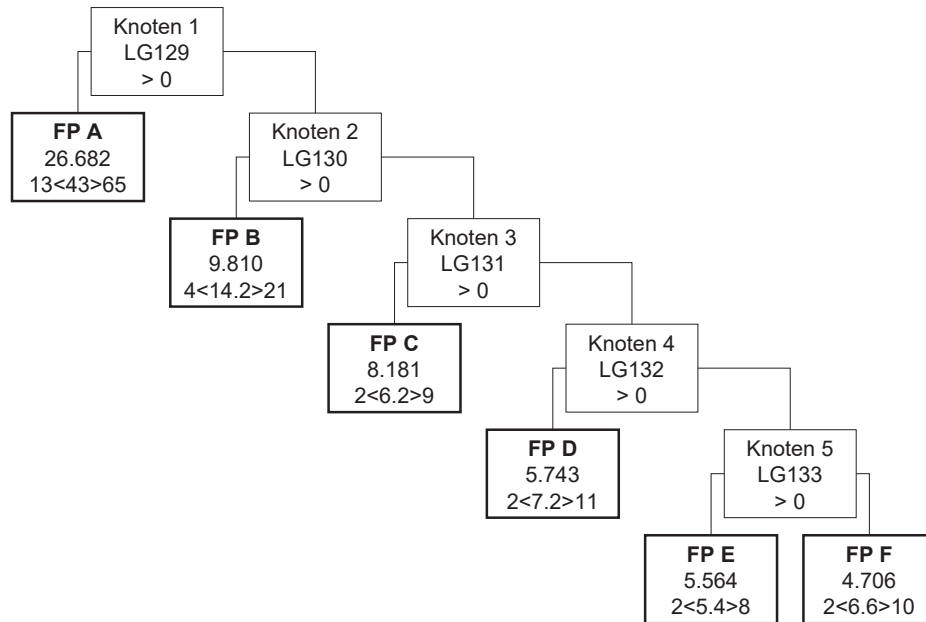 Knoten 1
LG129
> 0
FP A
26.682
13<43>65
Knoten 2
LG130
> 0
FP B
9.810
4<14.2>21
Knoten 3
LG131
> 0
FP C
8.181
2<6.2>9
Knoten 4
LG132
> 0
FP D
5.743
2<7.2>11
Knoten 5
LG133
> 0
FP E
5.564
2<5.4>8
FP F
4.706
2<6.6>10